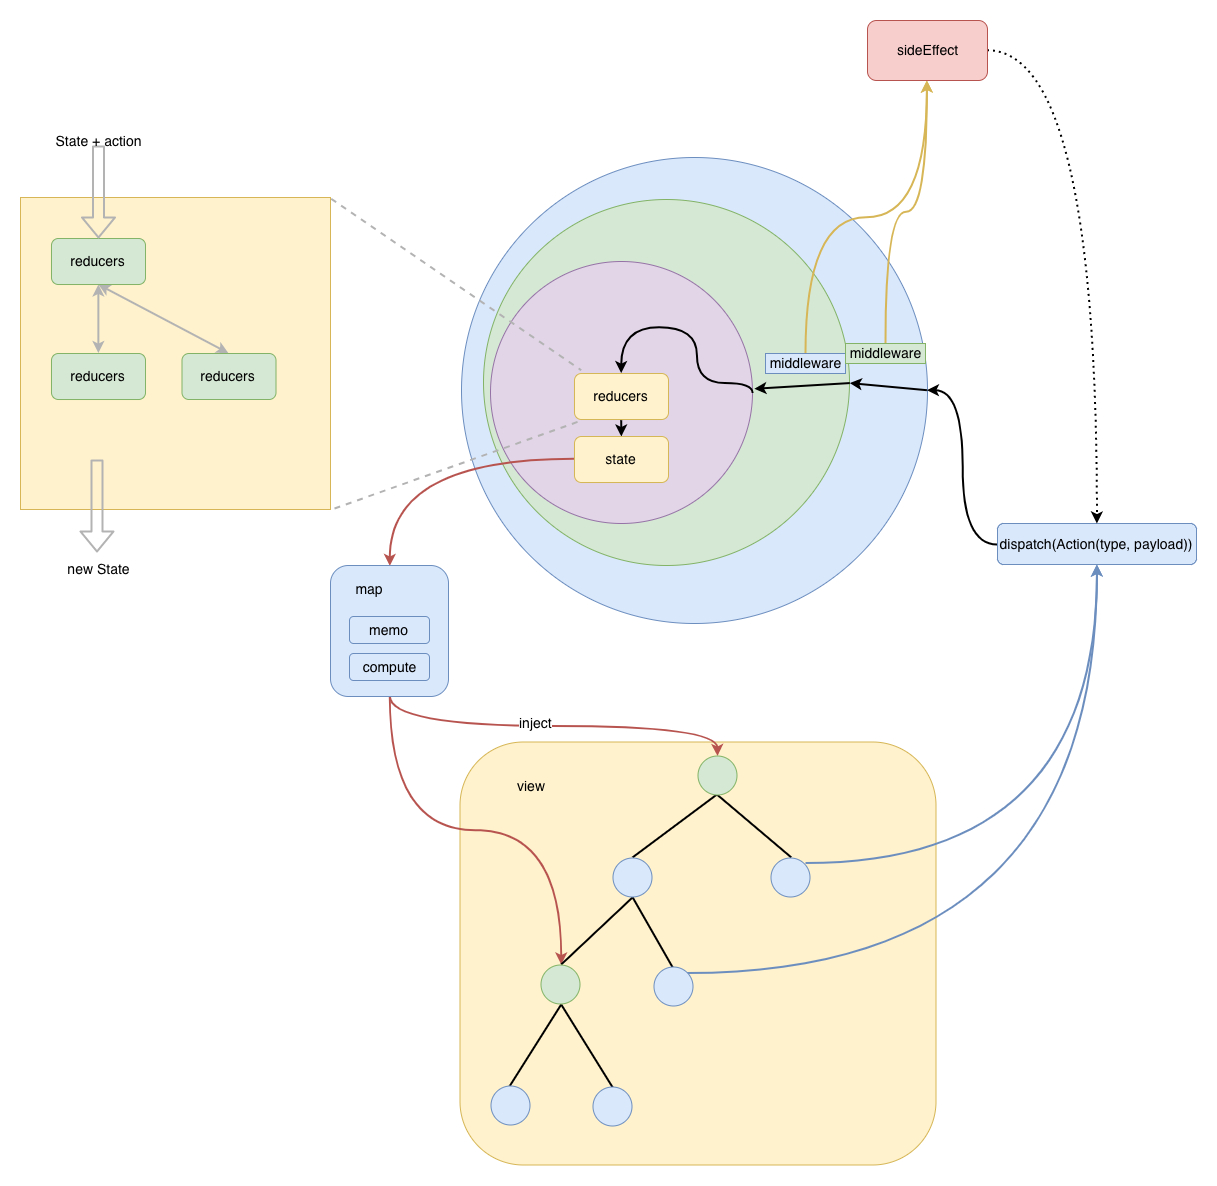 sideEffect
State + action
reducers
reducers
reducers
new State
middleware
middleware
reducers
state
dispatch(Action(type, payload))
map
memo
compute
inject
view